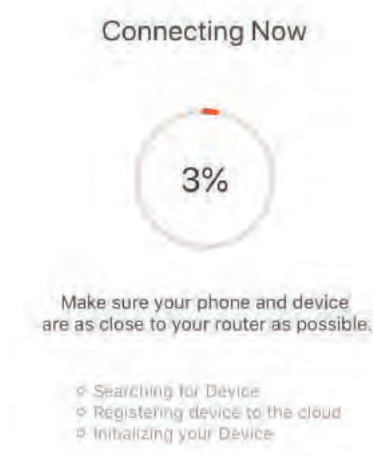 Connecting Now
3%
Make sure your phone and device
are as close to your router as possible.
Searching for Device
Registering device to the cloud
Initializing your Device